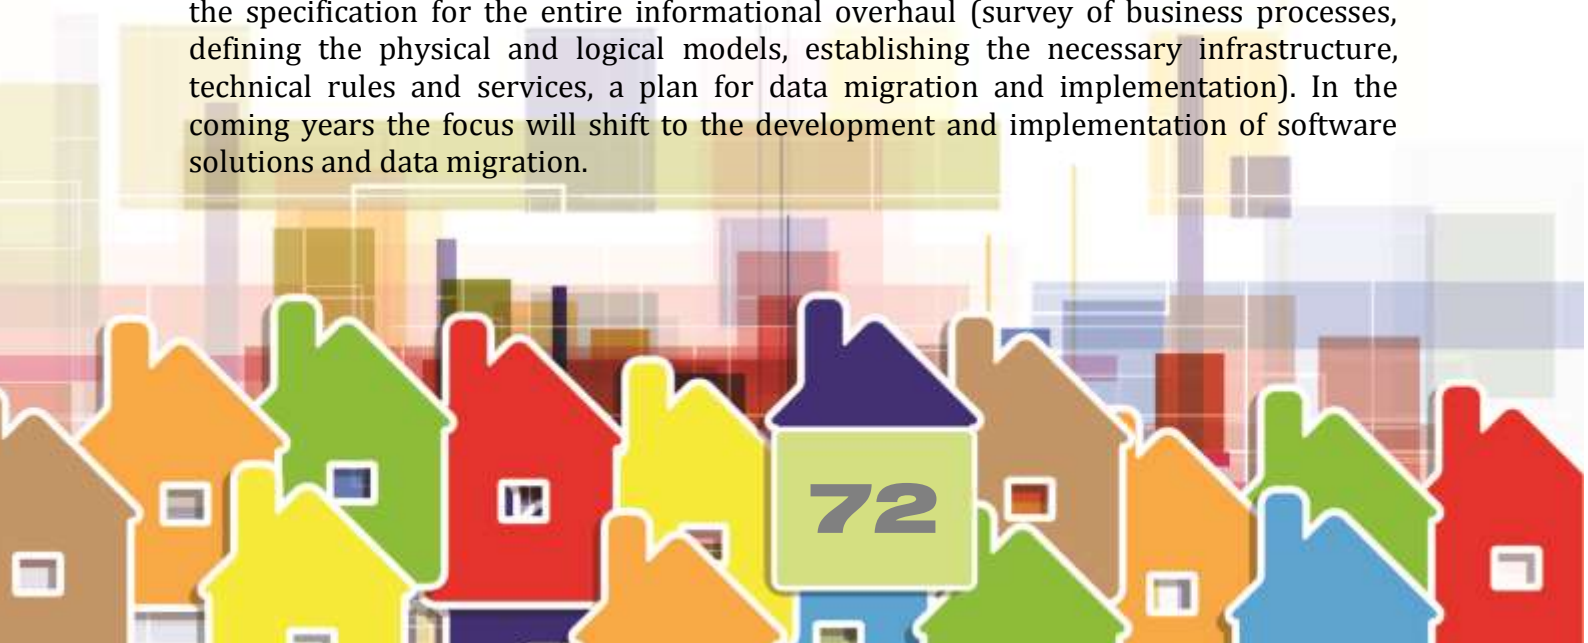 the specification for the entire informational overhaul (survey of business processes,
defining the physical and logical models, establishing the necessary infrastructure,
technical rules and services, a plan for data migration and implementation). In the
coming years the focus will shift to the development and implementation of software
solutions and data migration.
72